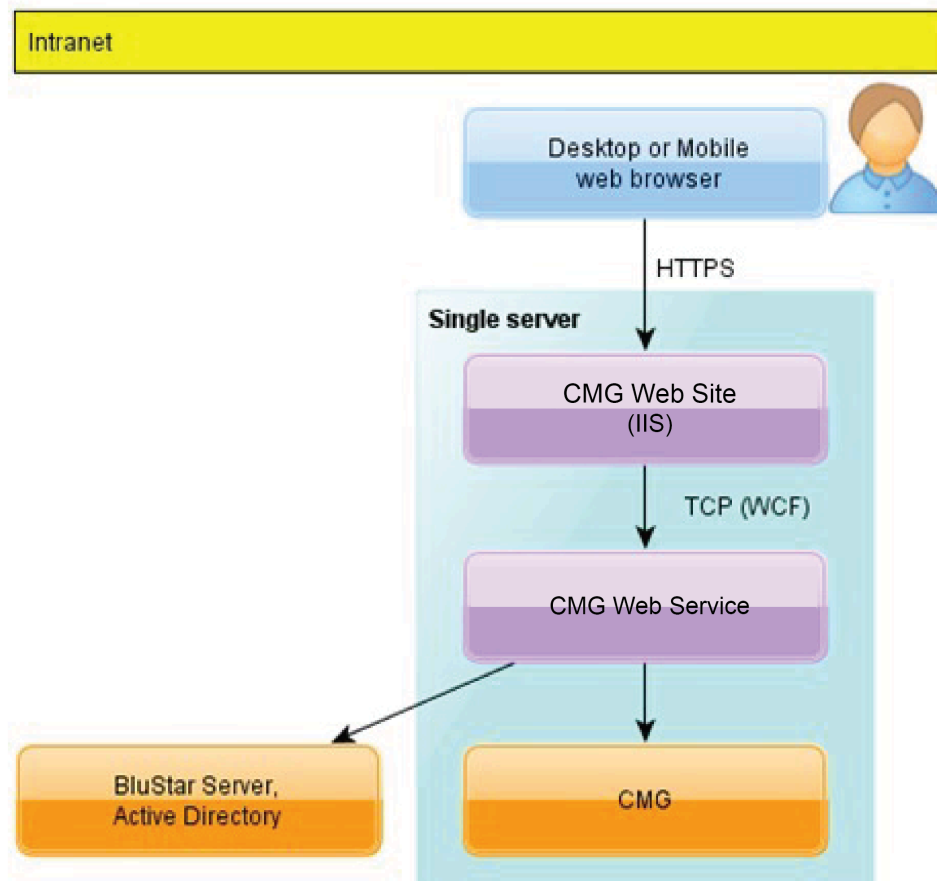 Intranet
Desktop or Mobile
web browser
HTTPS
Single server
CMG Web Site
(IIS)
TCP (WCF)
CMG Web Service
BluStar Server,
Active Directory
CMG